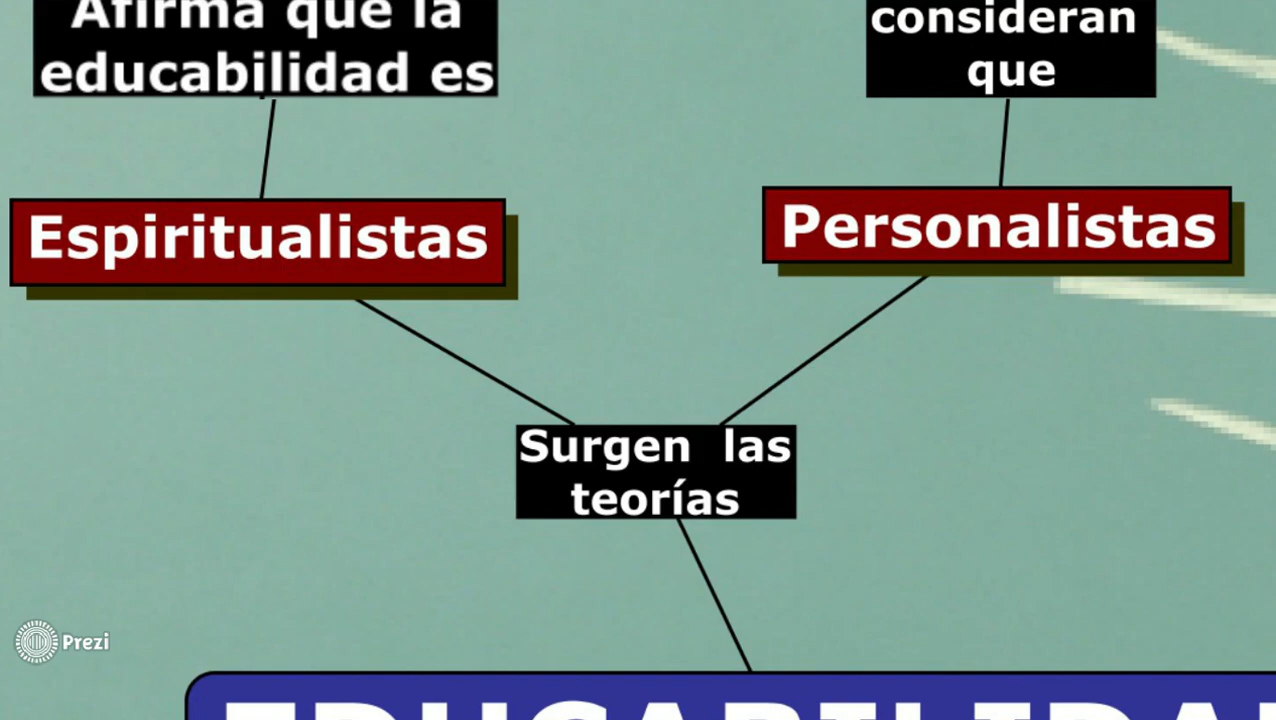 Afirma que la
educabilidad es
consideran
que
Espiritualistas
Personalistas
Surgen las
teorías
Prezi